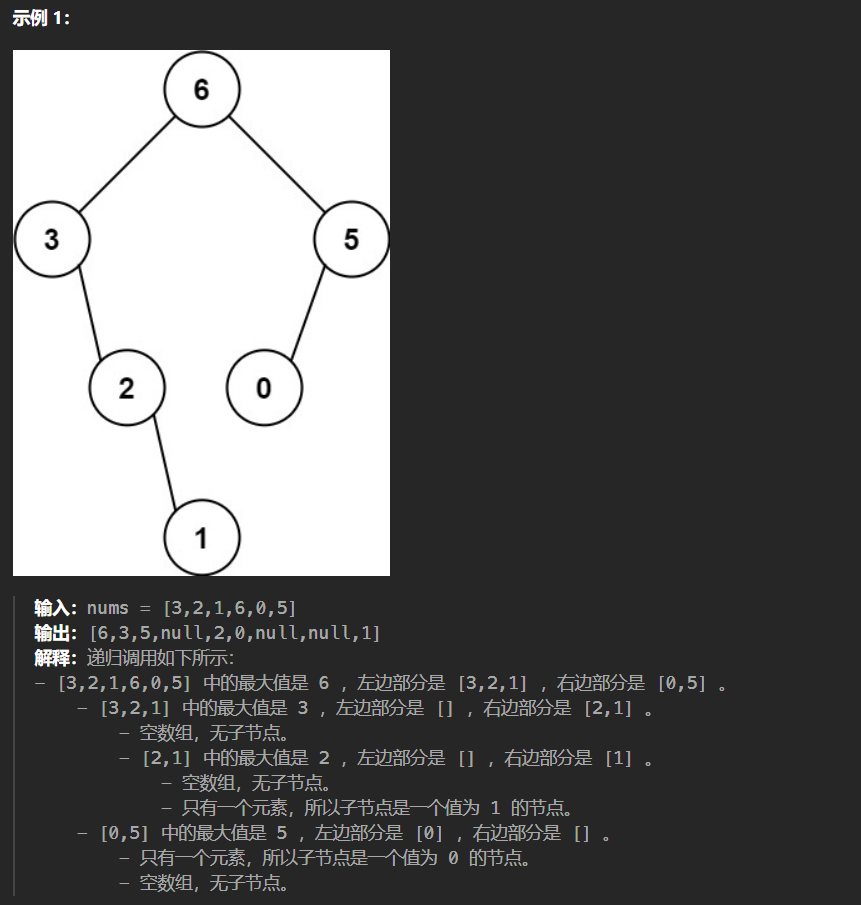 示例 1：
6
3
5
2
0
1
输入：nums = [3,2,1,6,0,5]
输出：[6,3,5,null,2,0,null,null,1]
解释：递归调用如下所示：
- [3,2,1,6,0,5] 中的最大值是 6 ，左边部分是 [3,2,1] ，右边部分是 [0,5] 。
- [3,2,1] 中的最大值是 3 ，左边部分是 [] ，右边部分是 [2,1] 。
- 空数组，无子节点。
- [2,1] 中的最大值是 2 ，左边部分是 [] ，右边部分是 [1] 。
- 空数组，无子节点。
- 只有一个元素，所以子节点是一个值为 1 的节点。
- [0,5] 中的最大值是 5 ，左边部分是 [0] ，右边部分是 [] 。
- 只有一个元素，所以子节点是一个值为 0 的节点。
- 空数组，无子节点。